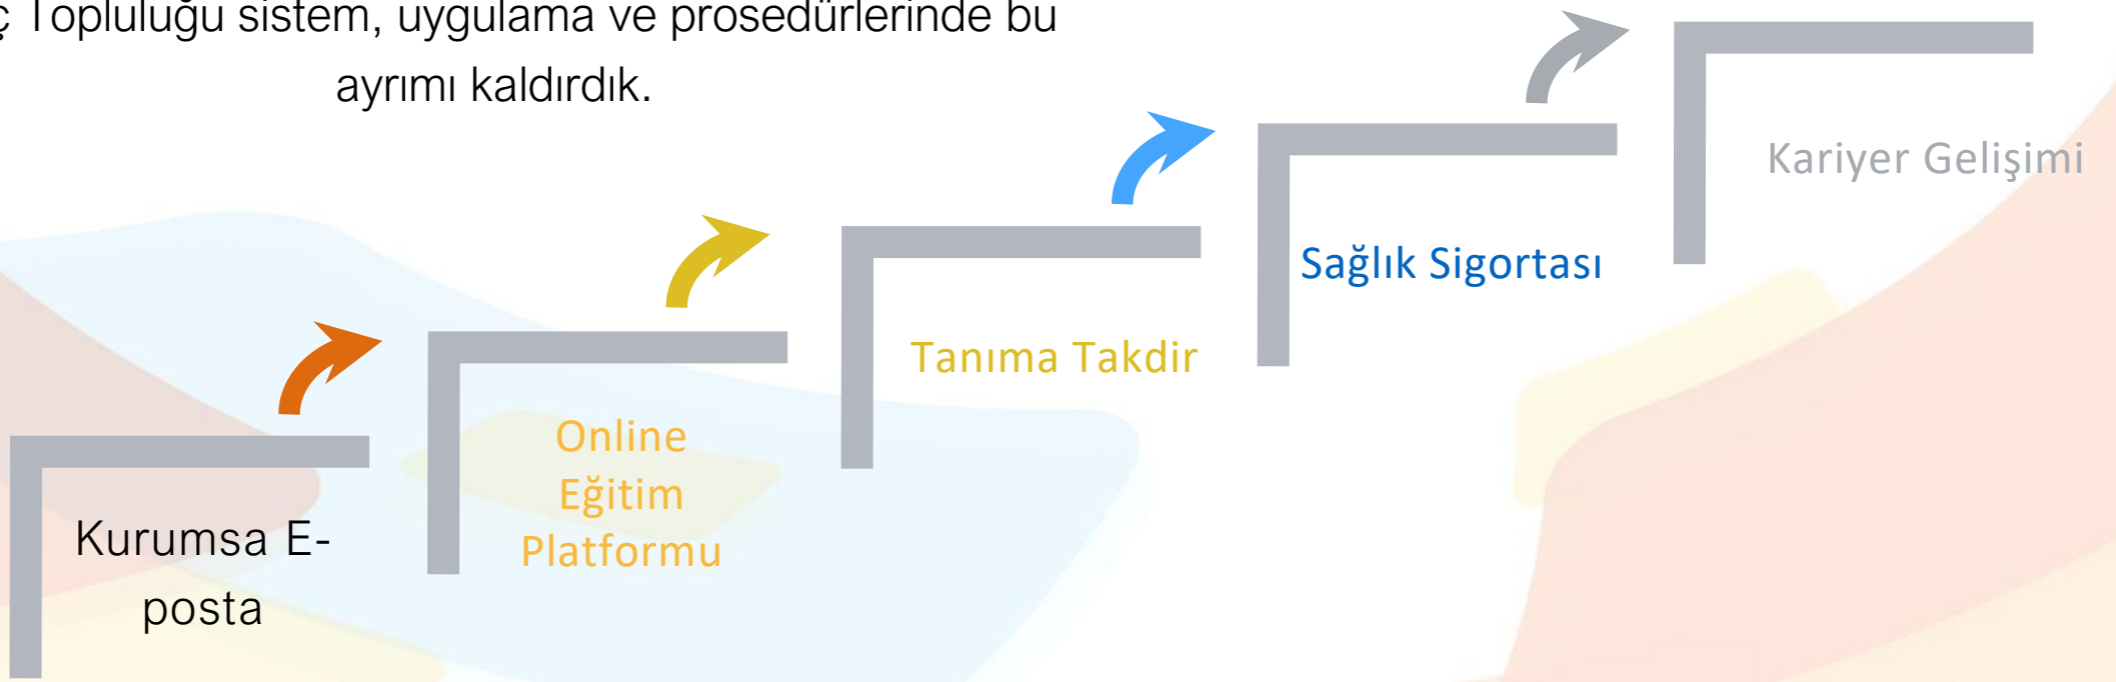 Topluluğu sistem, uygulama ve prosedürlerinde bu
ayrımı kaldırdık.
Kariyer Gelişimi
Sağlık Sigortası
Tanıma Takdir
Online
Eğitim
Platformu
Kurumsa E-
posta